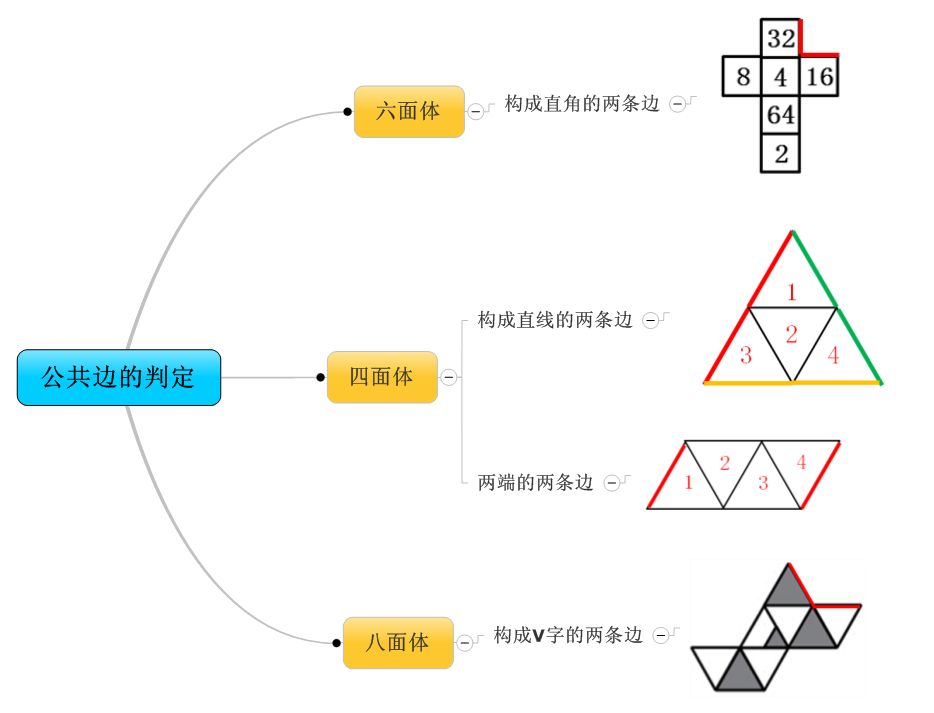 公共边的判定
六面体
构成直角的两条边
32
8 4 16
64
2
四面体
构成直线的两条边
1
2
3 4
两端的两条边
1 2 3 4
八面体
构成V字的两条边